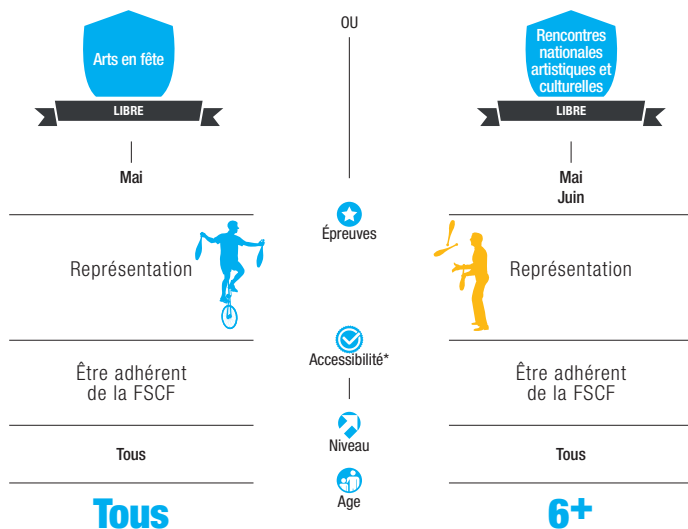 Arts en fête
LIBRE
Mai
Représentation
Être adhérent
de la FSCF
Tous
Tous
OU
Épreuves
Accessibilité*
Niveau
Age
Rencontres
nationales
artistiques et
culturelles
LIBRE
Mai
Juin
Représentation
Être adhérent
de la FSCF
Tous
6+